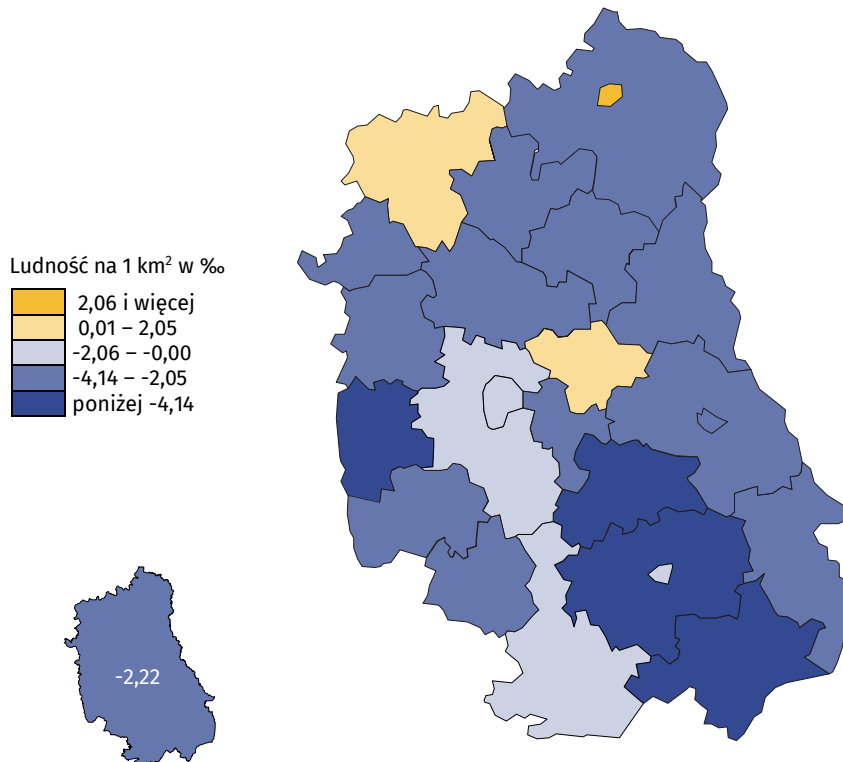 Ludność na 1 km² w ‰
2,06 i więcej
0,01 – 2,05
-2,06 – -0,00
-4,14 – -2,05
poniżej -4,14
-2,22